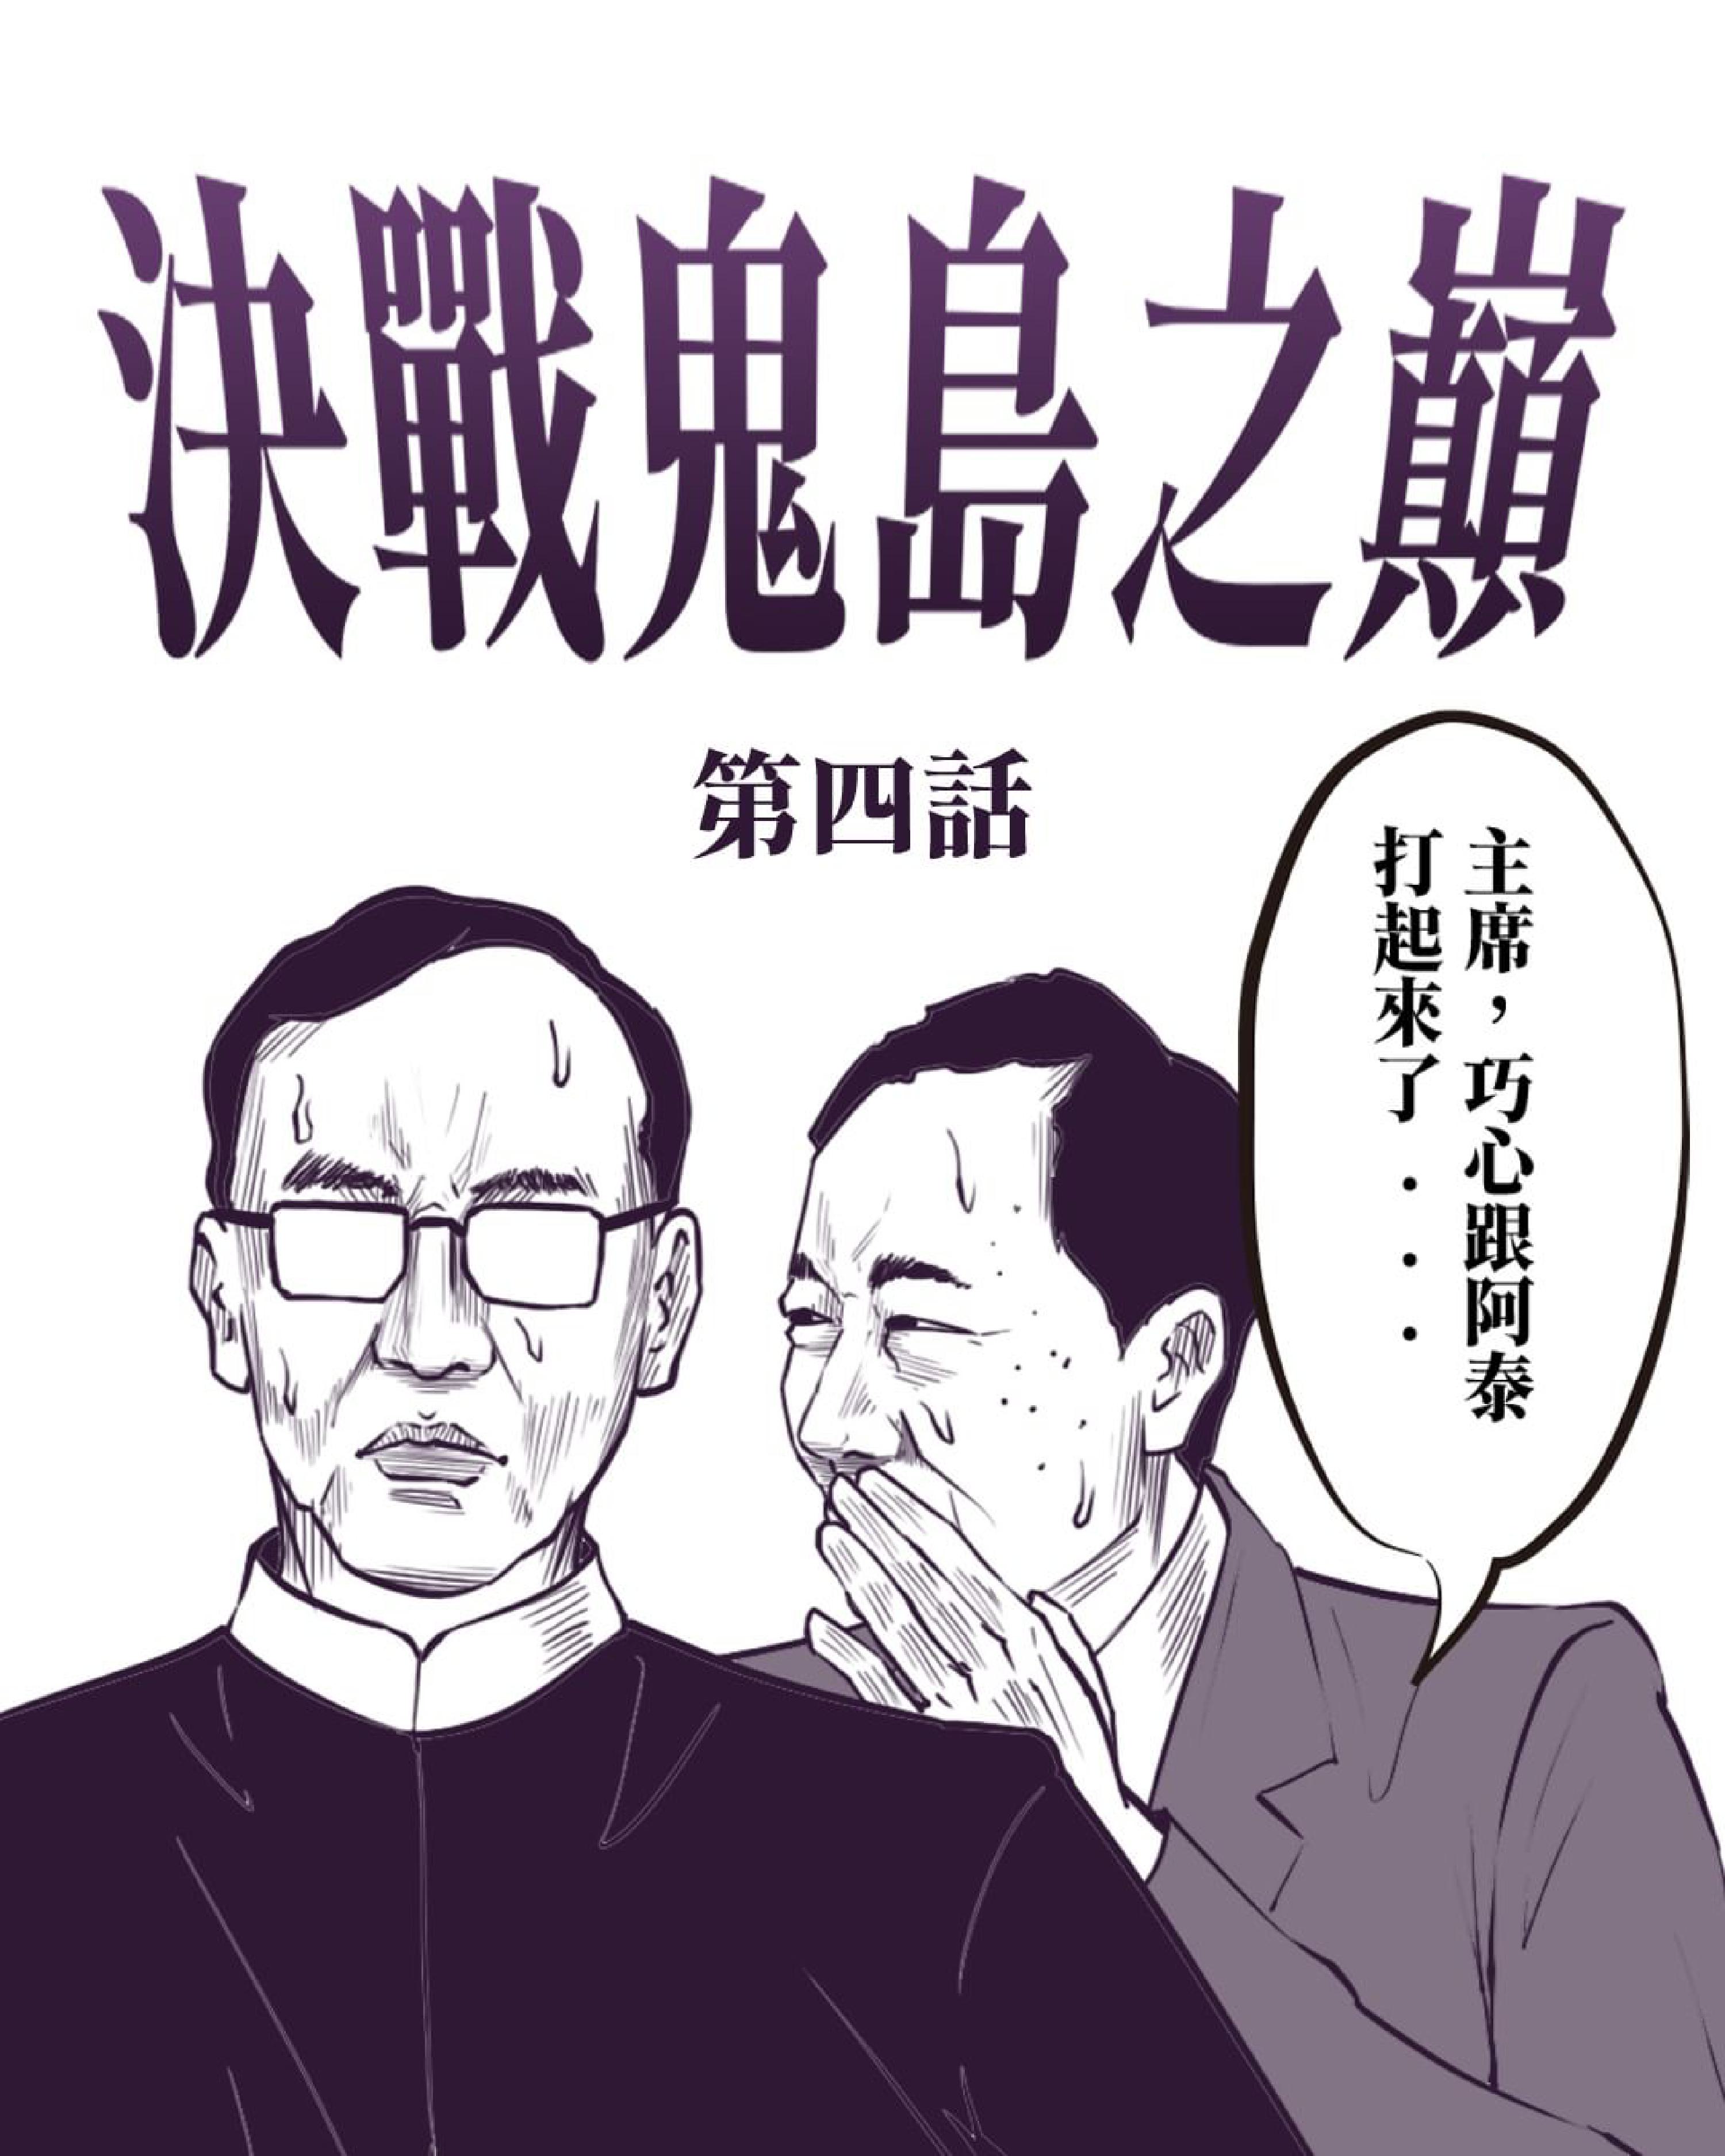 決戰鬼島之巔
第四話
主席，巧心跟阿泰
打起來了...